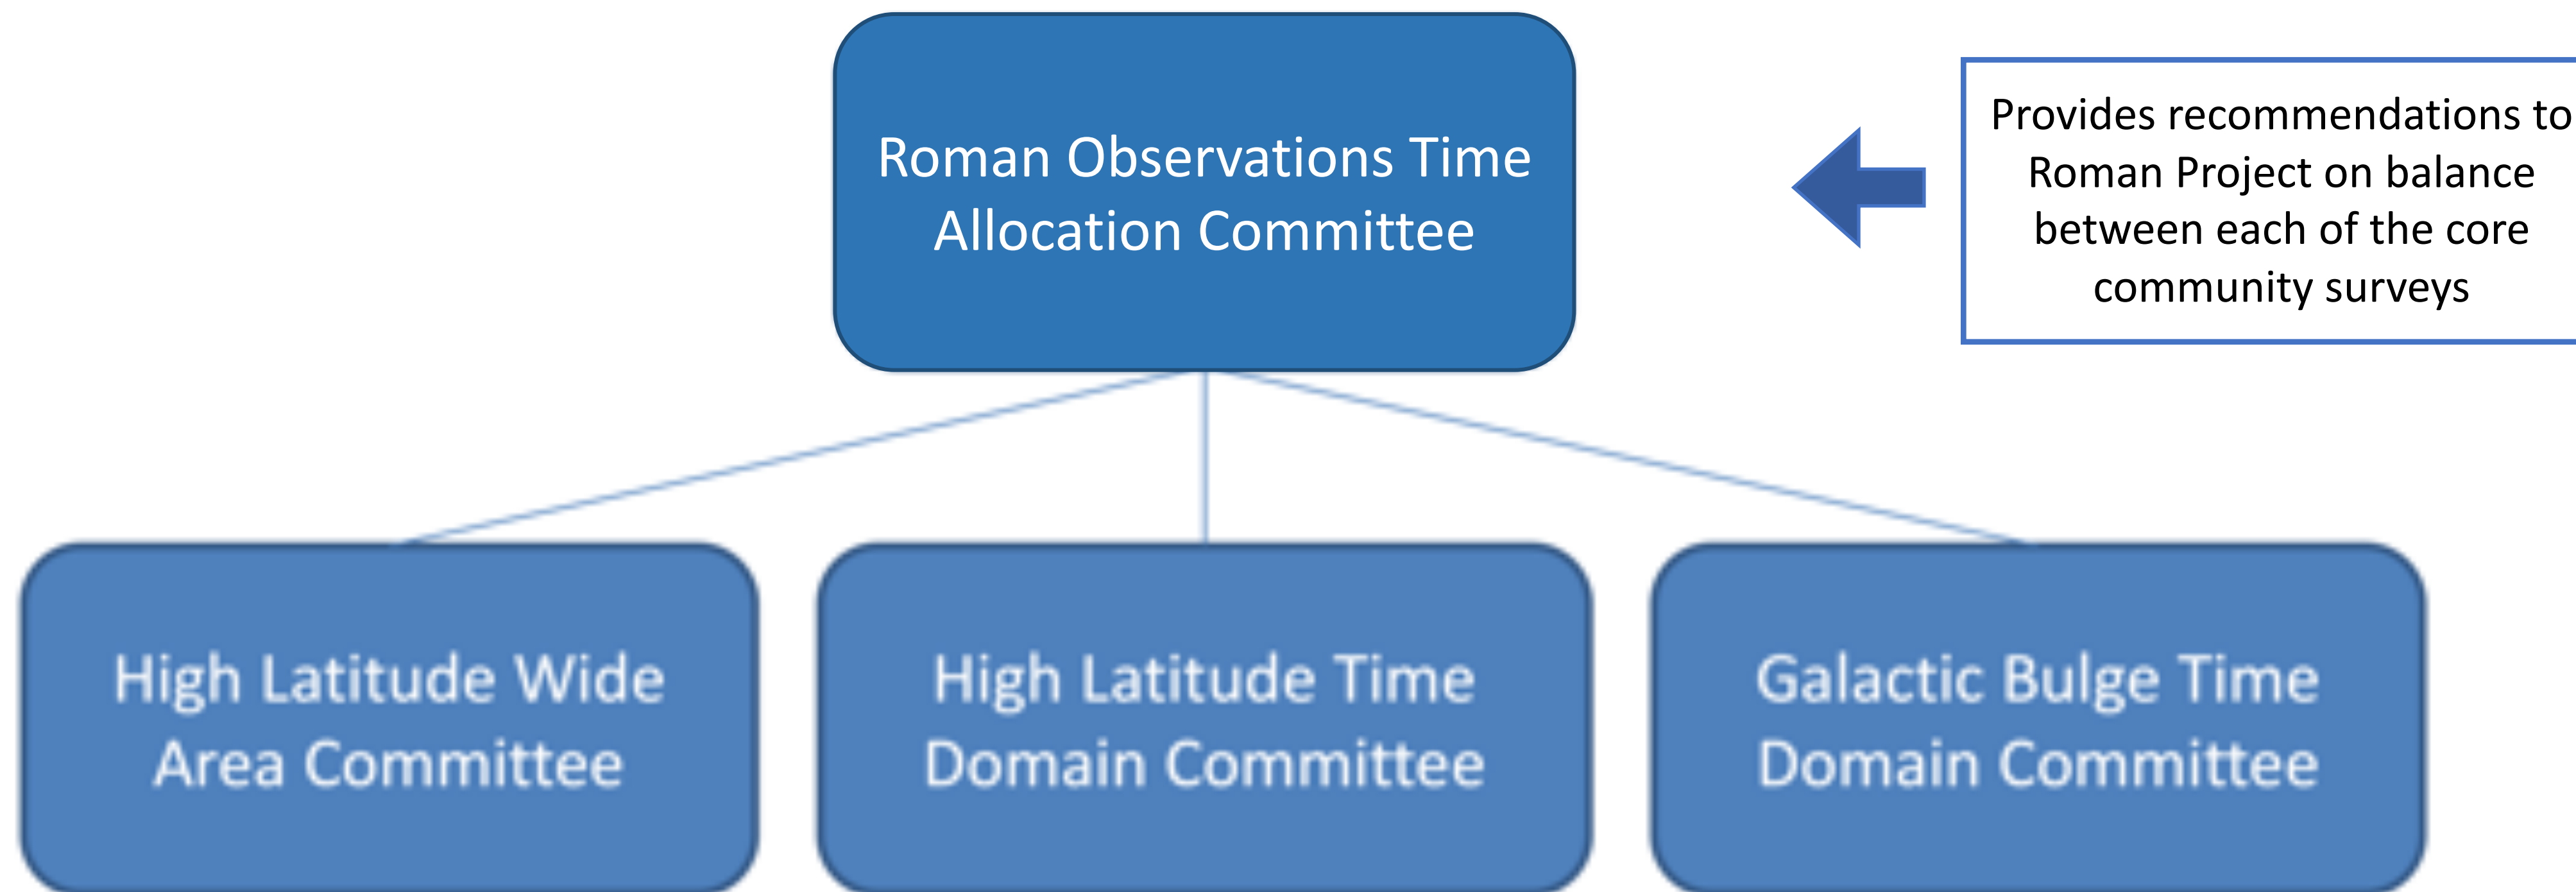 Roman Observations Time
Allocation Committee
Provides recommendations to
Roman Project on balance
between each of the core
community surveys
High Latitude Wide
Area Committee
High Latitude Time
Domain Committee
Galactic Bulge Time
Domain Committee